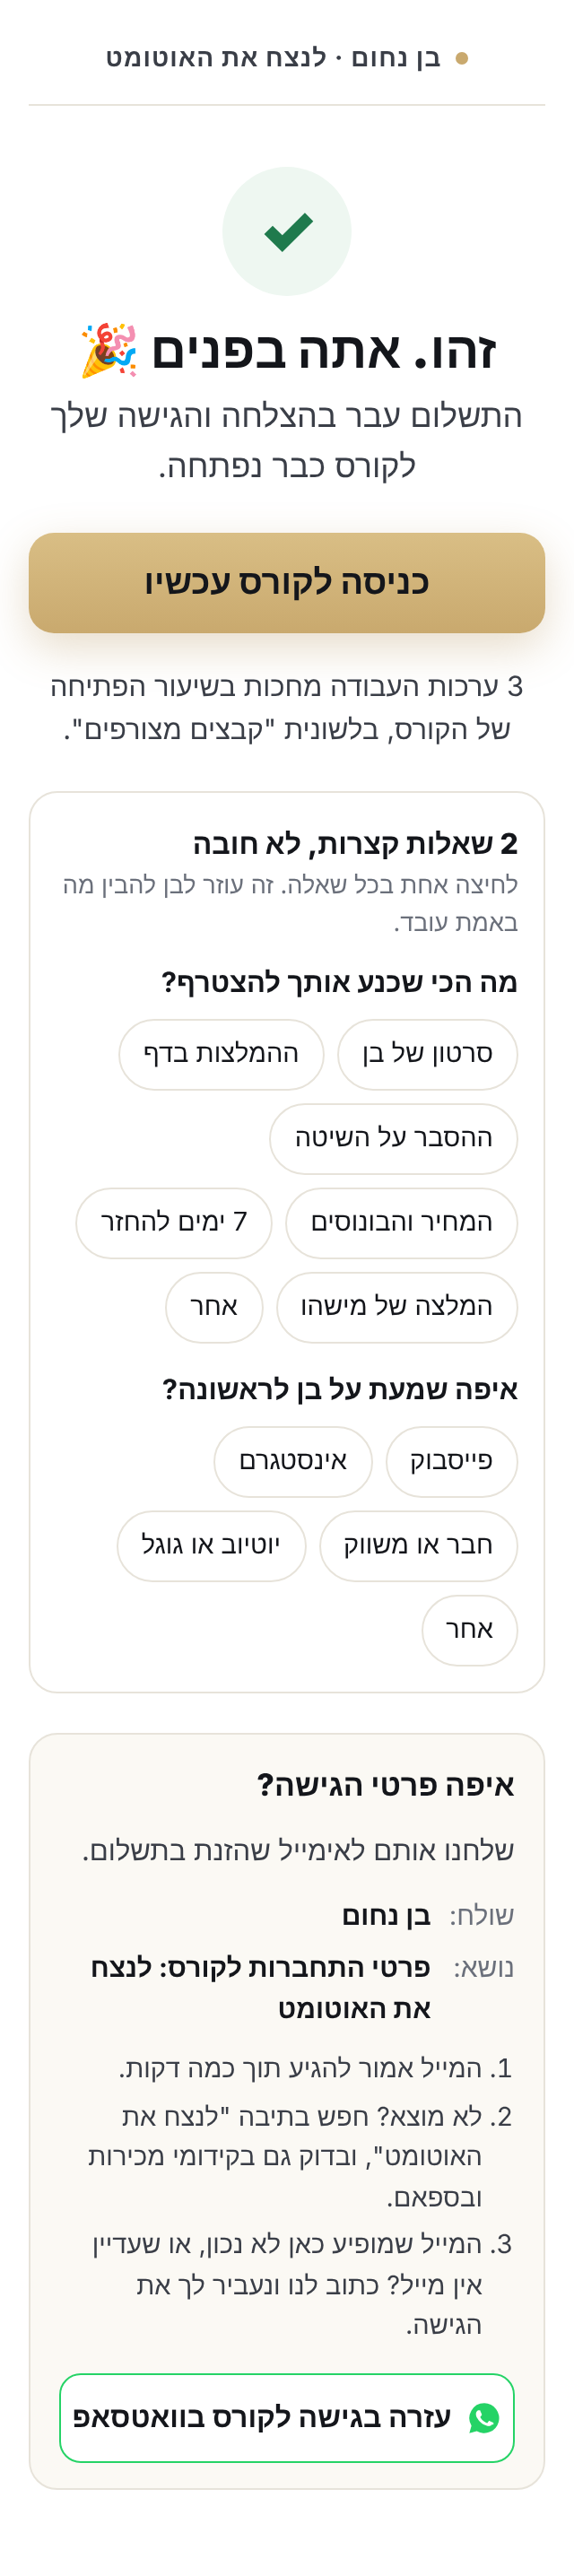 בן נחום · לנצח את האוטומט
זהו. אתה בפנים 🎉
התשלום עבר בהצלחה והגישה שלך
לקורס כבר נפתחה.
כניסה לקורס עכשיו
3 ערכות העבודה מחכות בשיעור הפתיחה
של הקורס, בלשונית "קבצים מצורפים".
2 שאלות קצרות, לא חובה
לחיצה אחת בכל שאלה. זה עוזר לבן להבין מה
באמת עובד.
מה הכי שכנע אותך להצטרף?
סרטון של בן
ההמלצות בדף
ההסבר על השיטה
המחיר והבונוסים
7 ימים להחזר
המלצה של מישהו
אחר
איפה שמעת על בן לראשונה?
פייסבוק
אינסטגרם
חבר או משווק
יוטיוב או גוגל
אחר
איפה פרטי הגישה?
שלחנו אותם לאימייל שהזנת בתשלום.
שולח: בן נחום
נושא: פרטי התחברות לקורס: לנצח
את האוטומט
1. המייל אמור להגיע תוך כמה דקות.
2. לא מוצא? חפש בתיבה "לנצח את
האוטומט", ובדוק גם בקידומי מכירות
ובספאם.
3. המייל שמופיע כאן לא נכון, או שעדיין
אין מייל? כתוב לנו ונעביר לך את
הגישה.
עזרה בגישה לקורס בוואטסאפ